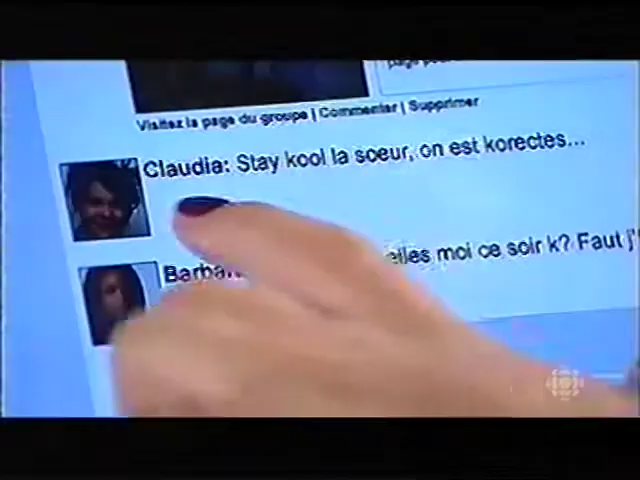 Visitez la page du groupe | Commenter | Supprimer
Claudia: Stay kool la soeur, on est korectes...
moi ce soir k? Faut j'